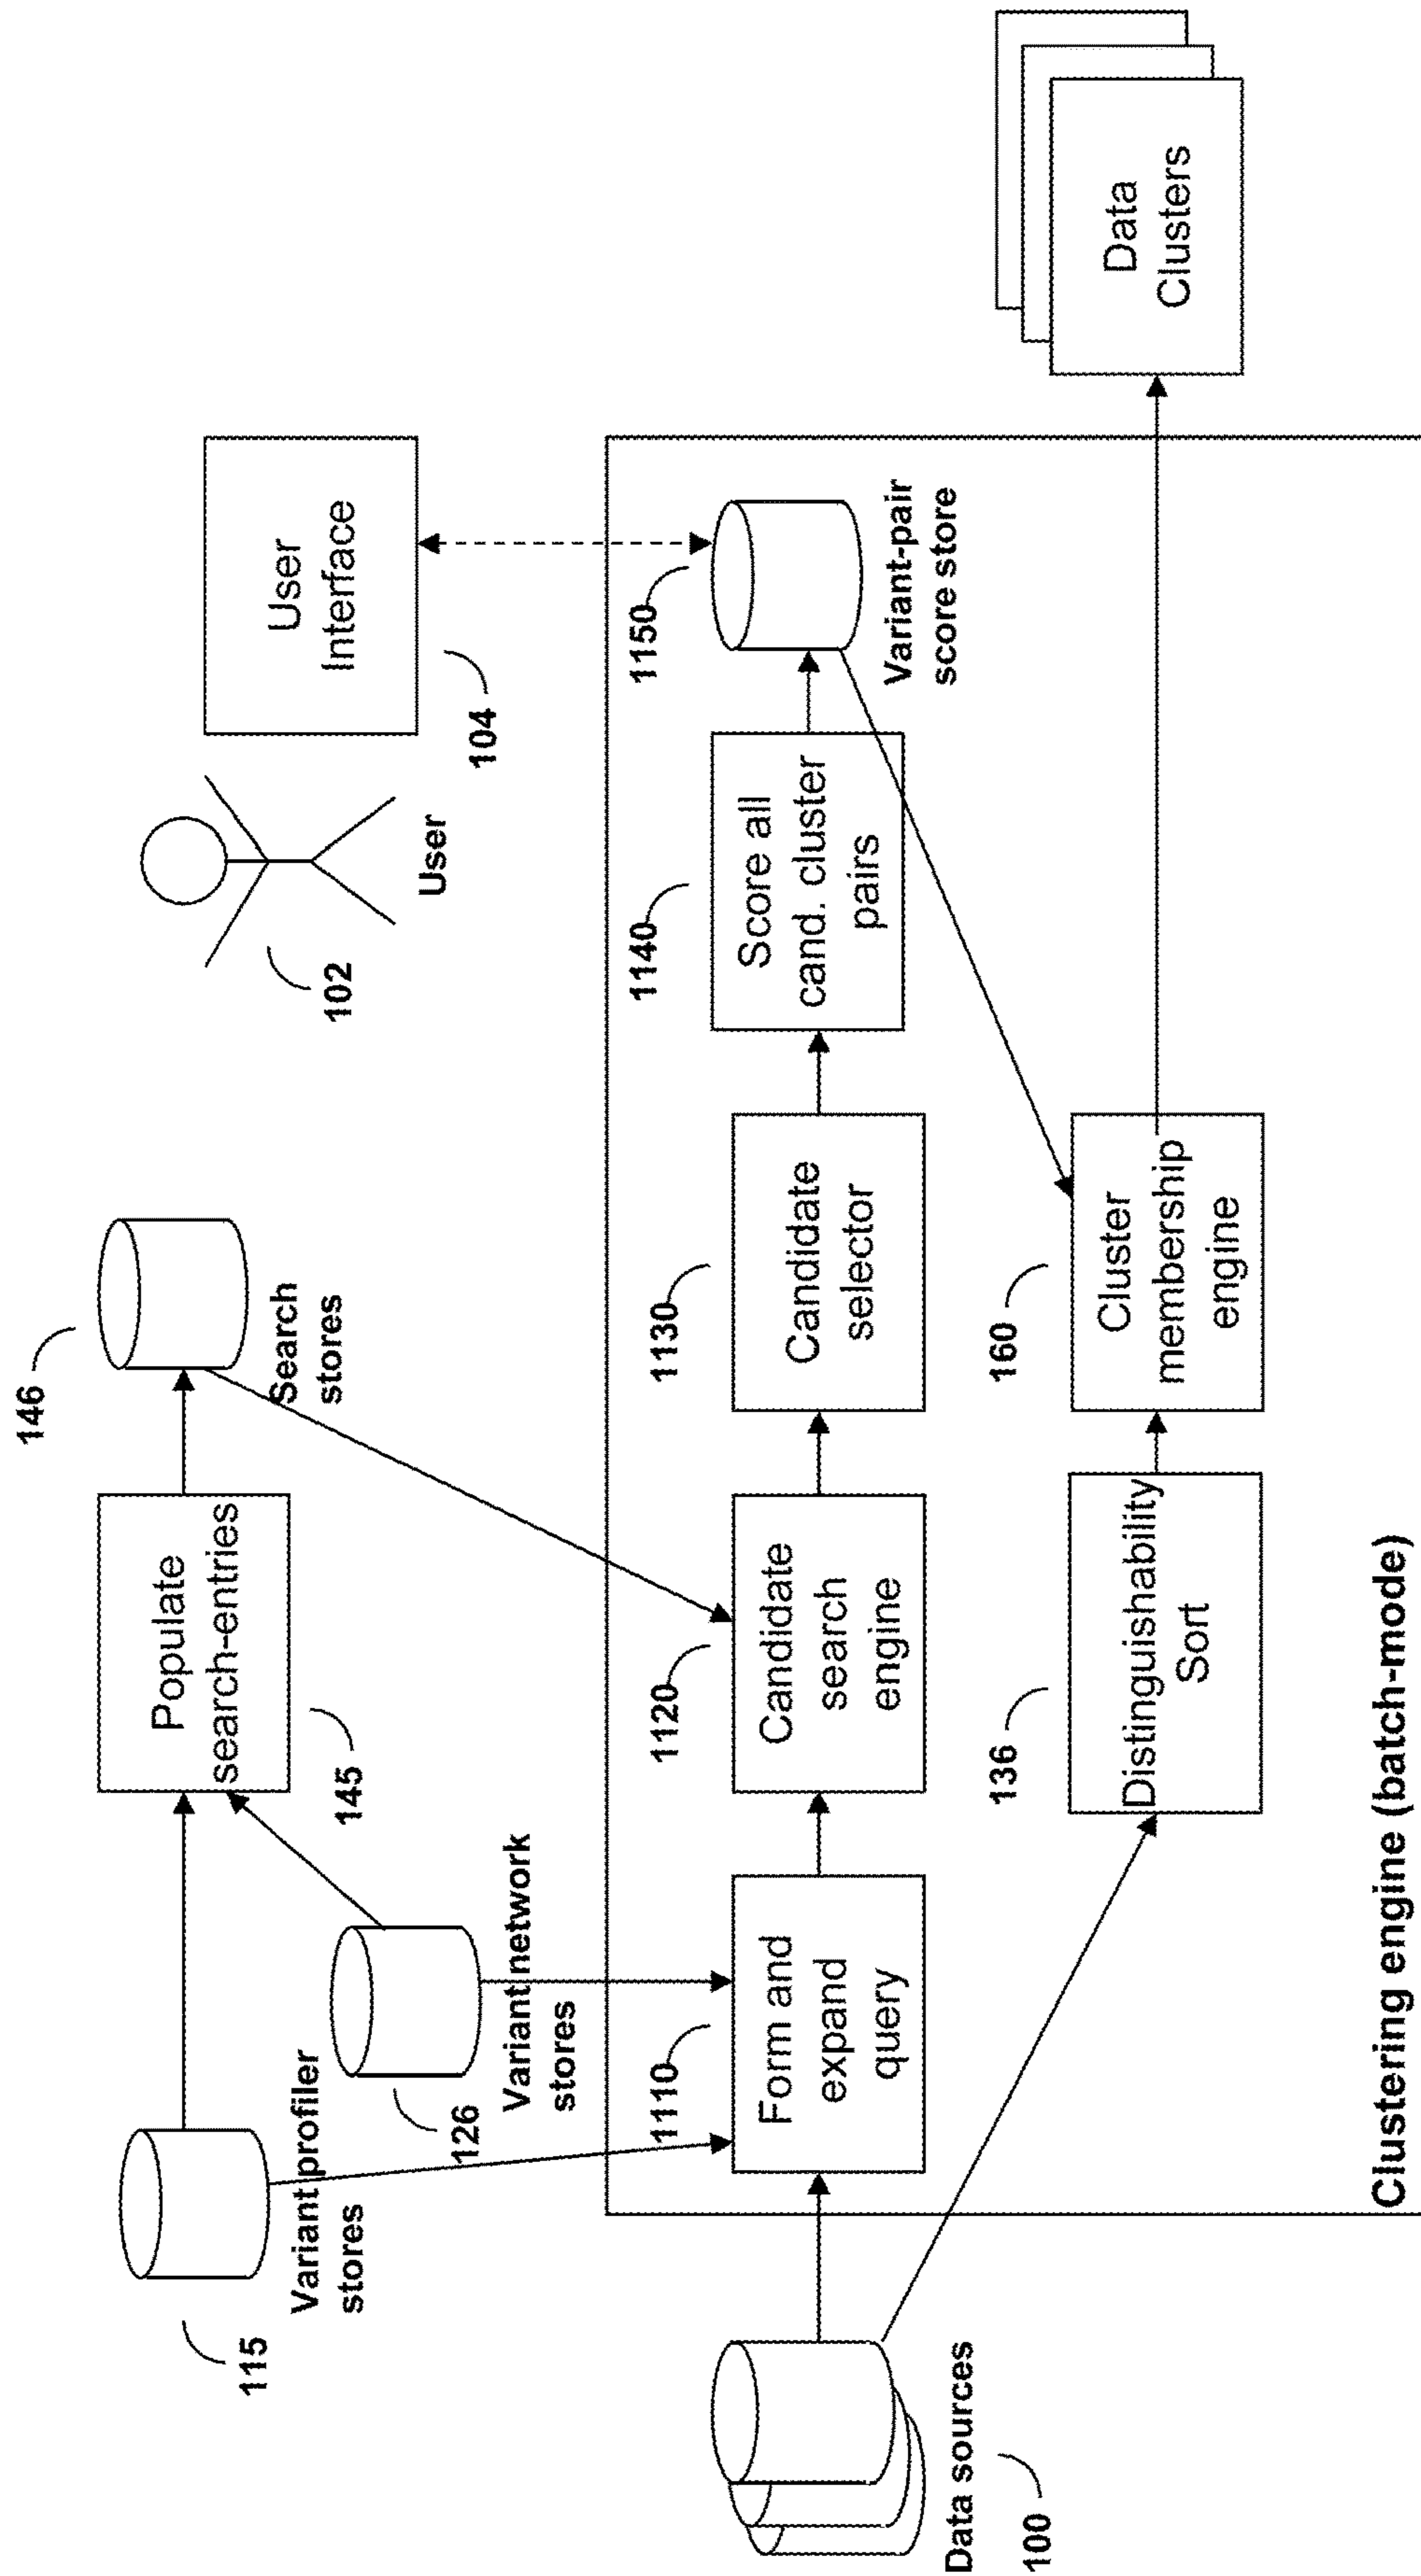 146
Populate
search-entries
Search
stores
145
115
Variant profiler
stores
126
Variant network
stores
102
User
User
Interface
104
Data sources
100
1110
Form and
expand
query
1120
Candidate
search
engine
1130
Candidate
selector
1140
Score all
cand. cluster
pairs
1150
Variant-pair
score store
136
Distinguishability
Sort
160
Cluster
membership
engine
Data
Clusters
Clustering engine (batch-mode)